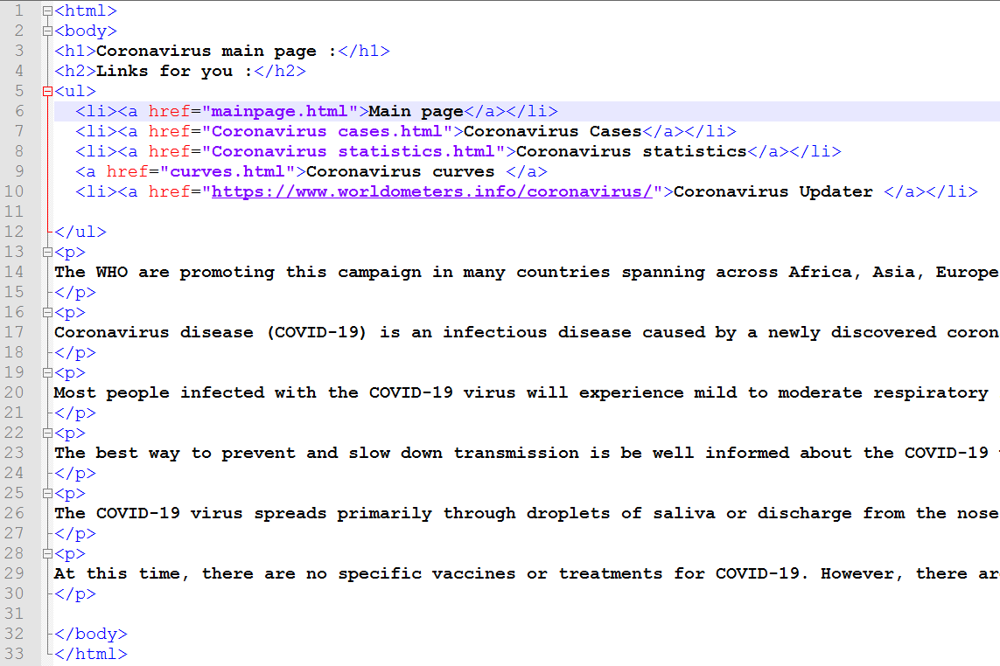 1 <html>
2 <body>
3 <h1>Coronavirus main page :</h1>
4 <h2>Links for you :</h2>
5 <ul>
6 <li><a href="mainpage.html">Main page</a></li>
7 <li><a href="Coronavirus cases.html">Coronavirus Cases</a></li>
8 <li><a href="Coronavirus statistics.html">Coronavirus statistics</a></li>
9 <a href="curves.html">Coronavirus curves </a>
10 <li><a href="https://www.worldometers.info/coronavirus/">Coronavirus Updater </a></li>
11
12 </ul>
13 <p>
14 The WHO are promoting this campaign in many countries spanning across Africa, Asia, Europe
15 </p>
16 <p>
17 Coronavirus disease (COVID-19) is an infectious disease caused by a newly discovered coron
18 </p>
19 <p>
20 Most people infected with the COVID-19 virus will experience mild to moderate respiratory
21 </p>
22 <p>
23 The best way to prevent and slow down transmission is be well informed about the COVID-19
24 </p>
25 <p>
26 The COVID-19 virus spreads primarily through droplets of saliva or discharge from the nose
27 </p>
28 <p>
29 At this time, there are no specific vaccines or treatments for COVID-19. However, there ar
30 </p>
31
32 </body>
33 </html>